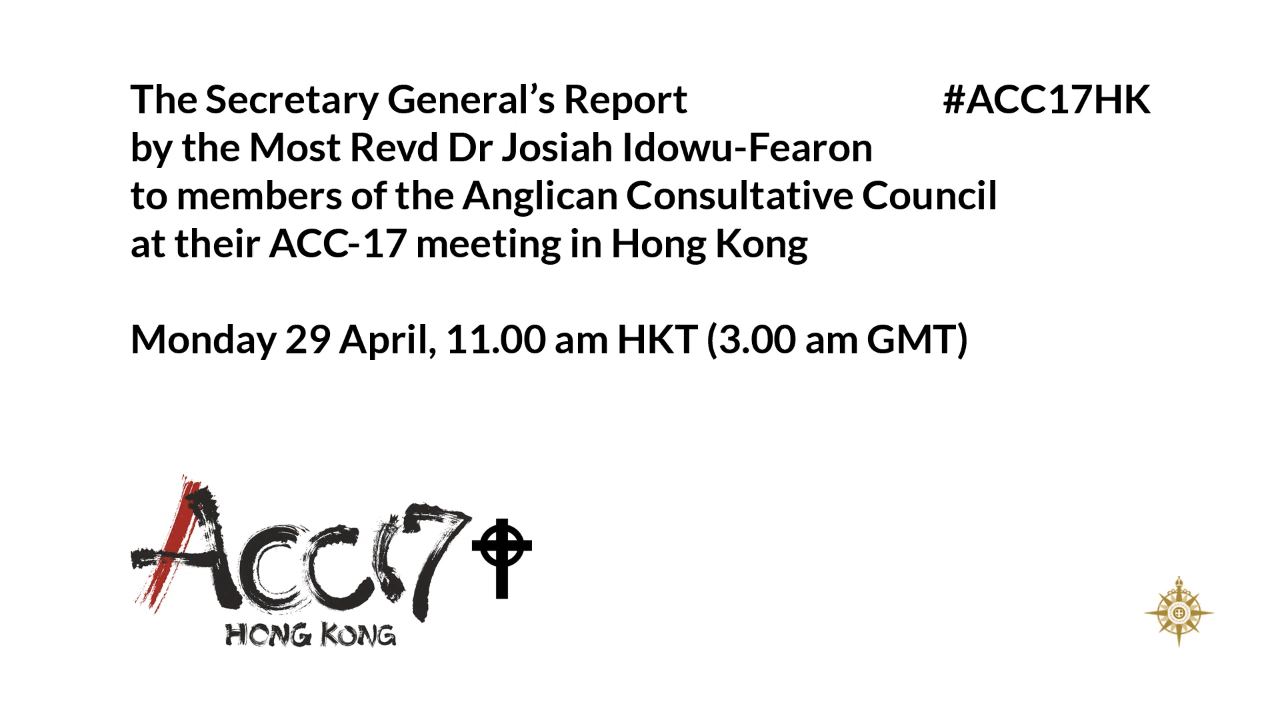 The Secretary General’s Report #ACC17HK
by the Most Revd Dr Josiah Idowu-Fearon
to members of the Anglican Consultative Council
at their ACC-17 meeting in Hong Kong
Monday 29 April, 11.00 am HKT (3.00 am GMT)
Acc17
HONG KONG